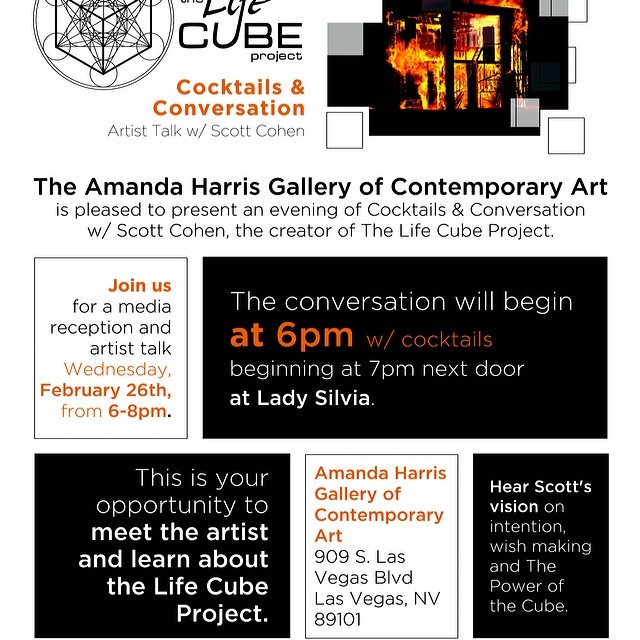 the Life
CUBE
project
Cocktails &
Conversation
Artist Talk w/ Scott Cohen
The Amanda Harris Gallery of Contemporary Art
is pleased to present an evening of Cocktails & Conversation
w/ Scott Cohen, the creator of The Life Cube Project.
Join us
for a media
reception and
artist talk
Wednesday,
February 26th,
from 6-8pm.
The conversation will begin
at 6pm w/ cocktails
beginning at 7pm next door
at Lady Silvia.
This is your
opportunity to
meet the artist
and learn about
the Life Cube
Project.
Amanda Harris
Gallery of
Contemporary
Art
909 S. Las
Vegas Blvd
Las Vegas, NV
89101
Hear Scott's
vision on
intention,
wish making
and The
Power of
the Cube.